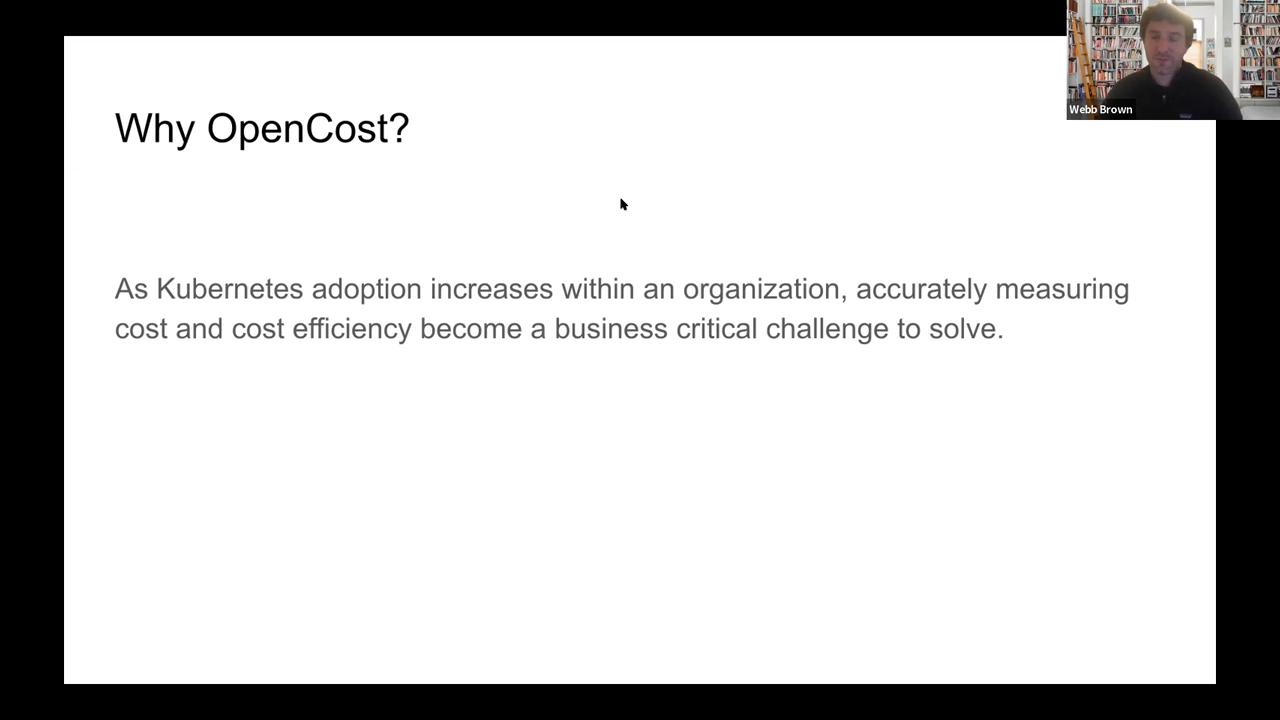 Webb Brown
Why OpenCost?
As Kubernetes adoption increases within an organization, accurately measuring
cost and cost efficiency become a business critical challenge to solve.